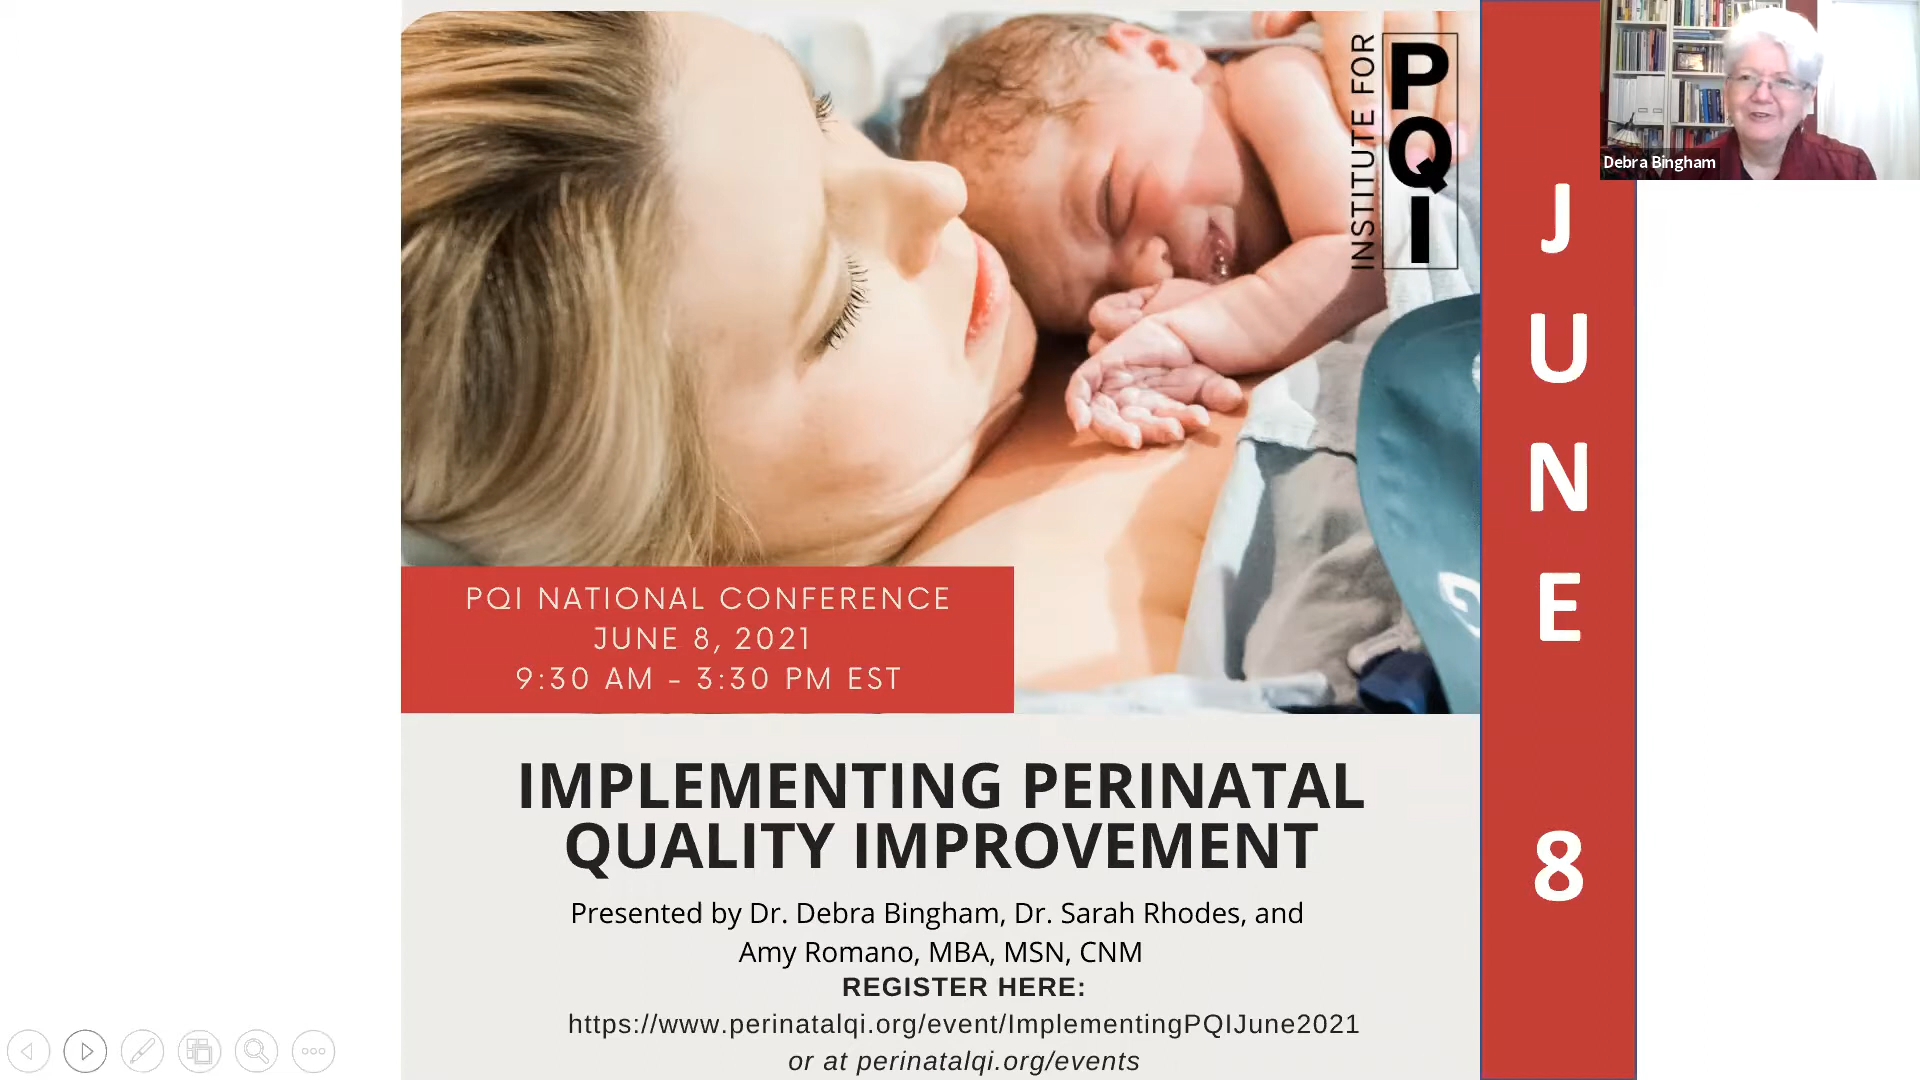 INSTITUTE FOR
PQI
Debra Bingham
JUNE 8
PQI NATIONAL CONFERENCE
JUNE 8, 2021
9:30 AM - 3:30 PM EST
IMPLEMENTING PERINATAL
QUALITY IMPROVEMENT
Presented by Dr. Debra Bingham, Dr. Sarah Rhodes, and
Amy Romano, MBA, MSN, CNM
REGISTER HERE:
https://www.perinatalqi.org/event/ImplementingPQIJune2021
or at perinatalqi.org/events